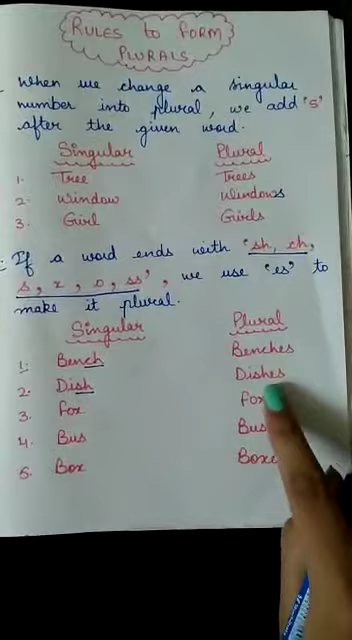 RULES TO FORM
PLURALS
When we change a singular
number into plural, we add 's'
after the given word.
Singular Plural
1. Tree Trees
2. Window Windows
3. Girl Girls
If a word ends with 'sh, ch,
s, x, o, ss', we use 'es' to
make it plural.
Singular Plural
1. Bench Benches
2. Dish Dishes
3. Fox
4. Bus
5. Box